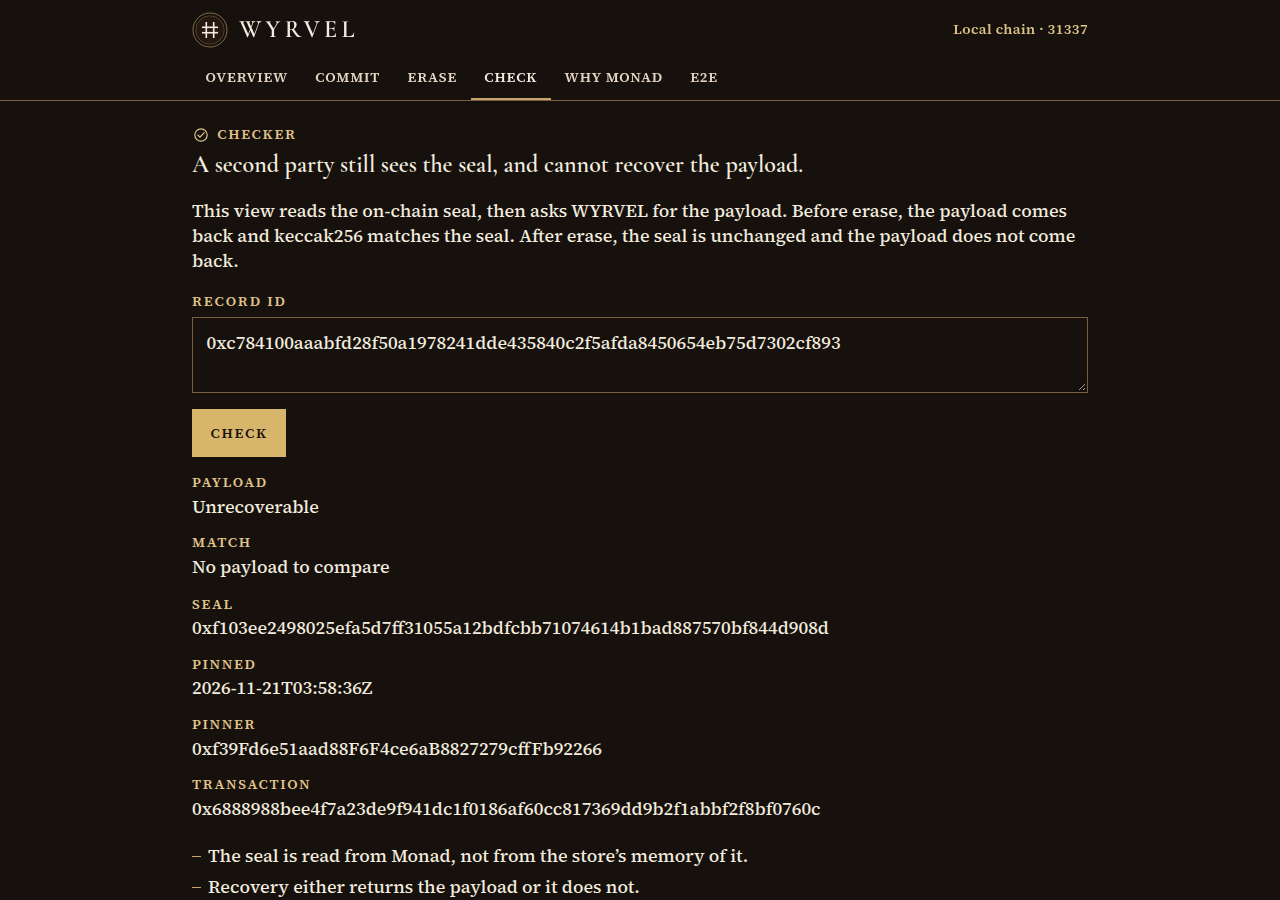 WYRVEL
Local chain · 31337
OVERVIEW COMMIT ERASE CHECK WHY MONAD E2E
CHECKER
A second party still sees the seal, and cannot recover the payload.
This view reads the on-chain seal, then asks WYRVEL for the payload. Before erase, the payload comes
back and keccak256 matches the seal. After erase, the seal is unchanged and the payload does not come
back.
RECORD ID
0xc784100aaabfd28f50a1978241dde435840c2f5afda8450654eb75d7302cf893
CHECK
PAYLOAD
Unrecoverable
MATCH
No payload to compare
SEAL
0xf103ee2498025efa5d7ff31055a12bdfcbb71074614b1bad887570bf844d908d
PINNED
2026-11-21T03:58:36Z
PINNER
0xf39Fd6e51aad88F6F4ce6aB8827279cffFb92266
TRANSACTION
0x6888988bee4f7a23de9f941dc1f0186af60cc817369dd9b2f1abbf2f8bf0760c
– The seal is read from Monad, not from the store’s memory of it.
– Recovery either returns the payload or it does not.